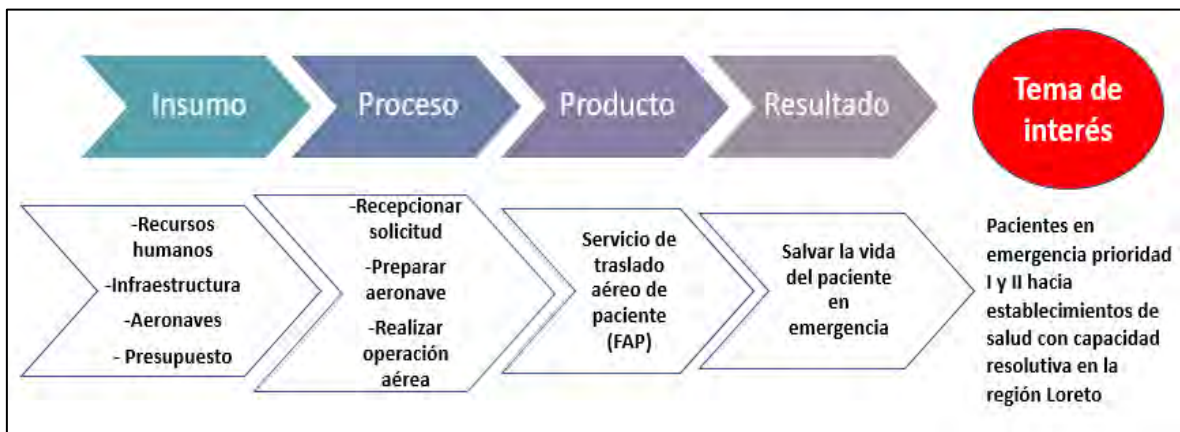 Insumo
Proceso
Producto
Resultado
Tema de
interés
-Recursos
humanos
-Infraestructura
-Aeronaves
- Presupuesto
-Recepcionar
solicitud
-Preparar
aeronave
-Realizar
operación
aérea
Servicio de
traslado
aéreo de
paciente
(FAP)
Salvar la vida
del paciente
en
emergencia
Pacientes en
emergencia prioridad
I y II hacia
establecimientos de
salud con capacidad
resolutiva en la
región Loreto